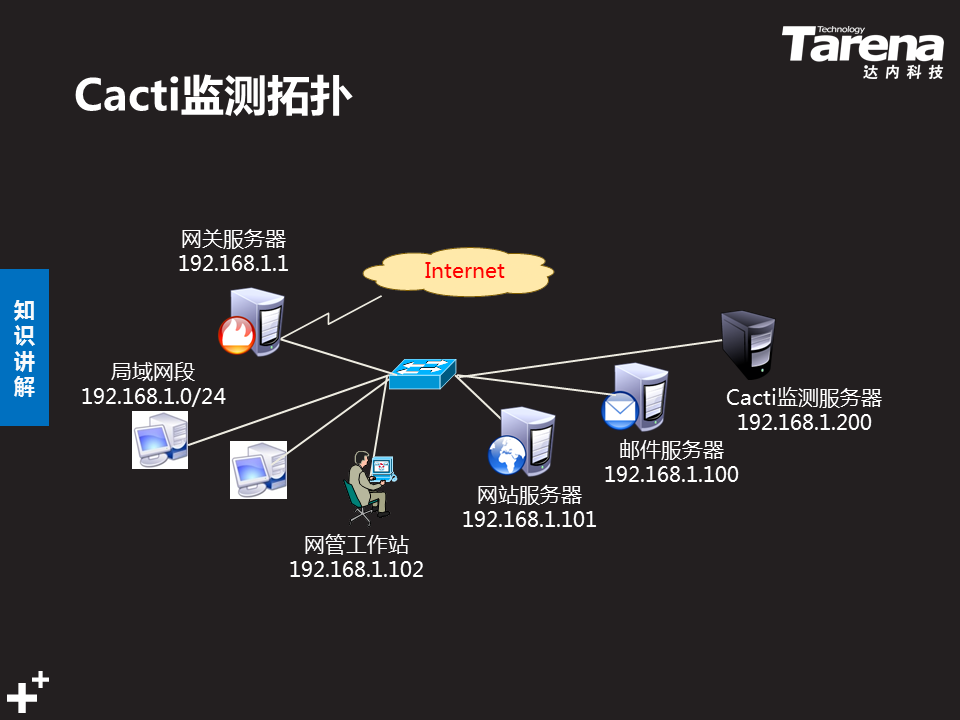 Technology
Tarena
达内科技
Cacti监测拓扑
网关服务器
192.168.1.1
Internet
知识讲解
局域网段
192.168.1.0/24
Cacti监测服务器
192.168.1.200
邮件服务器
192.168.1.100
网站服务器
192.168.1.101
网管工作站
192.168.1.102